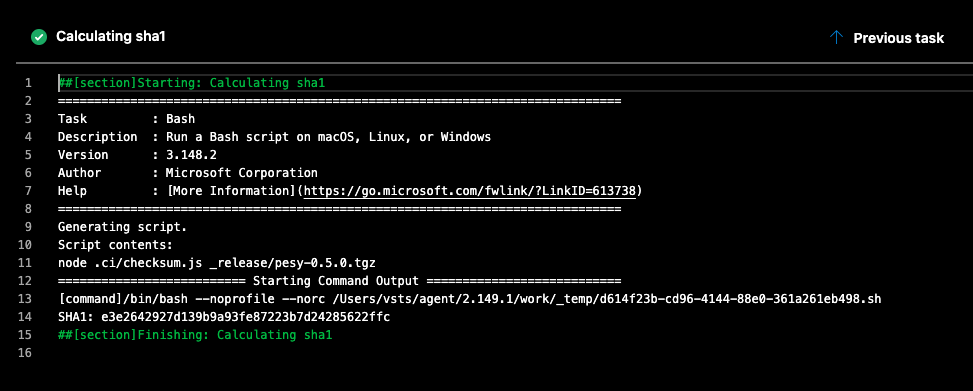 Calculating sha1
Previous task
1 ##[section]Starting: Calculating sha1
2 ==============================================================================
3 Task         : Bash
4 Description  : Run a Bash script on macOS, Linux, or Windows
5 Version      : 3.148.2
6 Author       : Microsoft Corporation
7 Help         : [More Information](https://go.microsoft.com/fwlink/?LinkID=613738)
8 ==============================================================================
9 Generating script.
10 Script contents:
11 node .ci/checksum.js _release/pesy-0.5.0.tgz
12 ========================== Starting Command Output ===========================
13 [command]/bin/bash --noprofile --norc /Users/vsts/agent/2.149.1/work/_temp/d614f23b-cd96-4144-88e0-361a261eb498.sh
14 SHA1: e3e2642927d139b9a93fe87223b7d24285622ffc
15 ##[section]Finishing: Calculating sha1
16